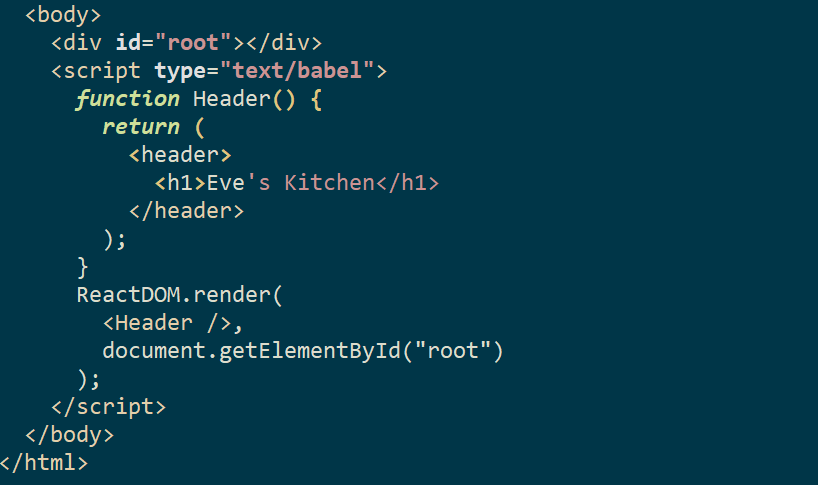 <body>
<div id="root"></div>
<script type="text/babel">
function Header() {
return (
<header>
<h1>Eve's Kitchen</h1>
</header>
);
}
ReactDOM.render(
<Header />,
document.getElementById("root")
);
</script>
</body>
</html>